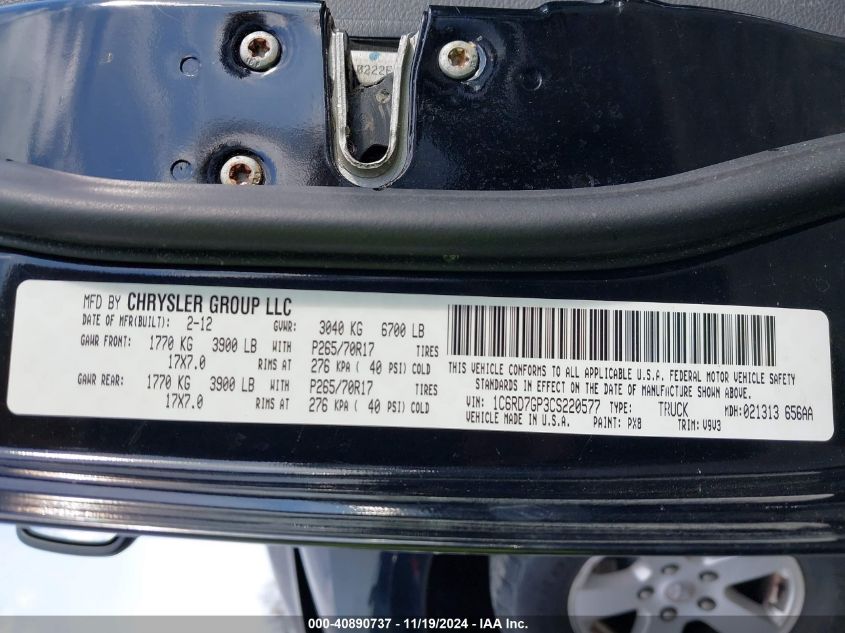 MFD BY CHRYSLER GROUP LLC
DATE OF MFR(BUILT): 2-12 GVWR: 3040 KG 6700 LB
GAWR FRONT: 1770 KG 3900 LB WITH P265/70R17 TIRES
17X7.0 RIMS AT 276 KPA ( 40 PSI) COLD
GAWR REAR: 1770 KG 3900 LB WITH P265/70R17 TIRES
17X7.0 RIMS AT 276 KPA ( 40 PSI) COLD
THIS VEHICLE CONFORMS TO ALL APPLICABLE U.S.A. FEDERAL MOTOR VEHICLE SAFETY
STANDARDS IN EFFECT ON THE DATE OF MANUFACTURE SHOWN ABOVE.
VIN: 1C6RD7GP3CS220577 TYPE: TRUCK MDH:021313 656AA
VEHICLE MADE IN U.S.A. PAINT: PX8 TRIM: V9V3
000-40890737 - 11/19/2024 - IAA Inc.